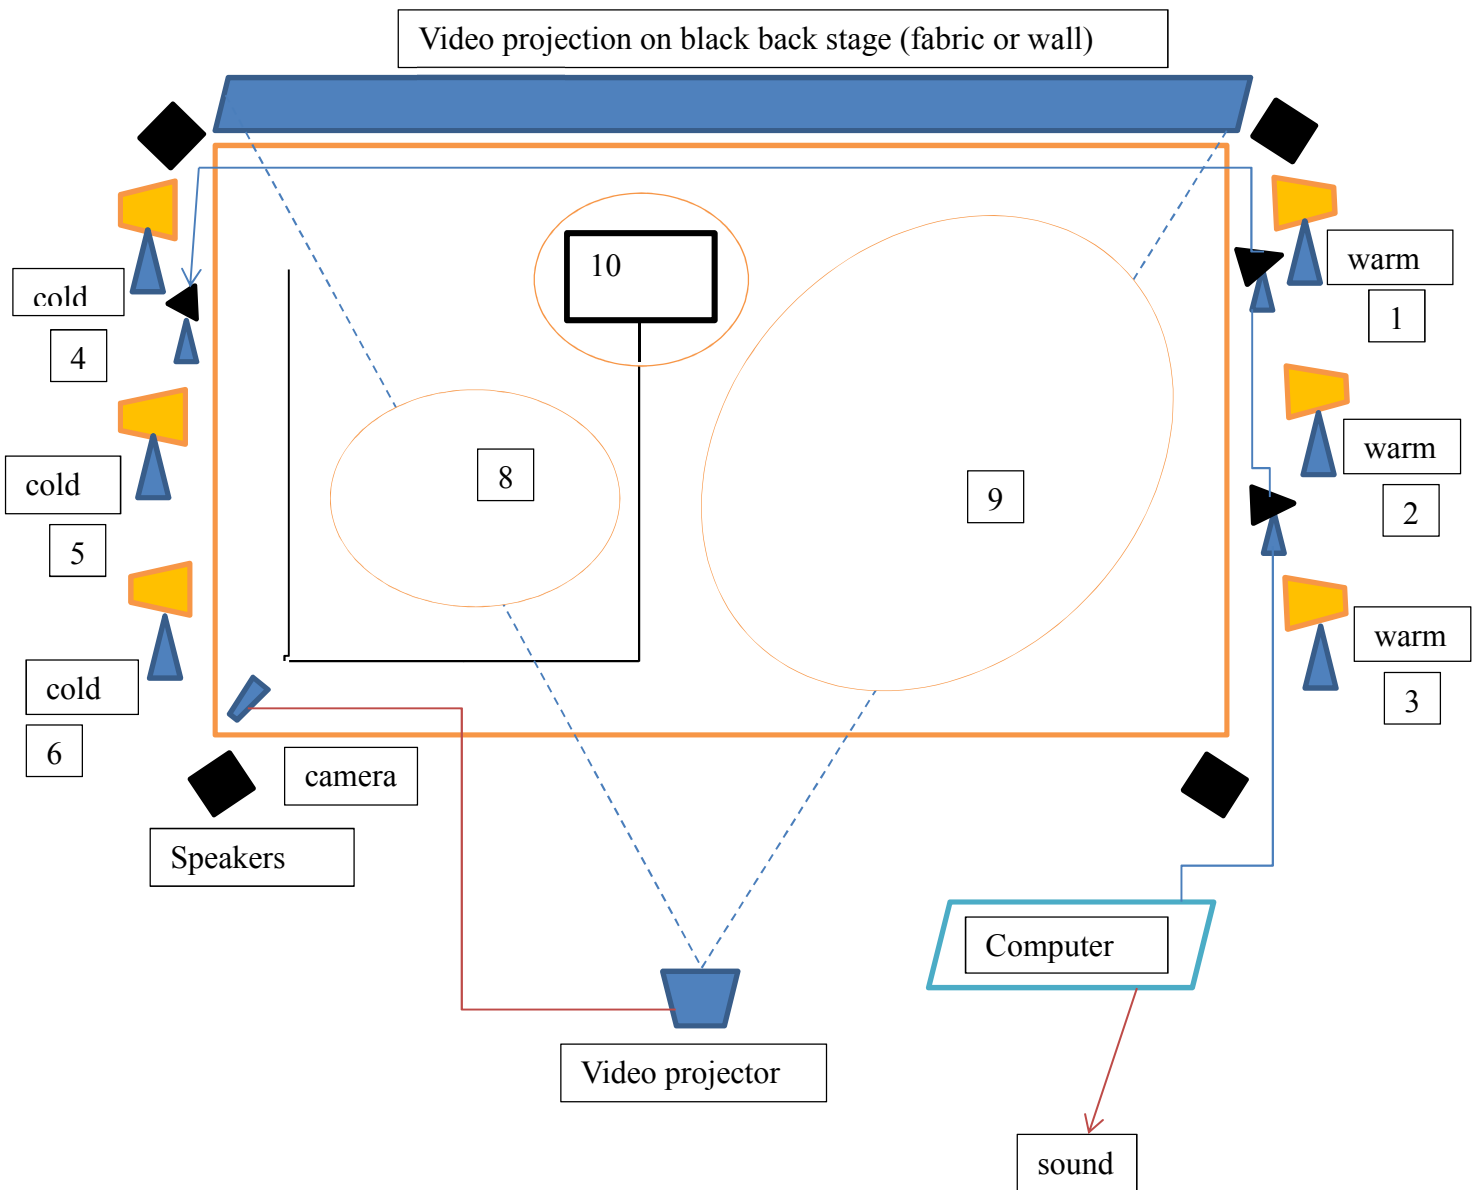 Video projection on black back stage (fabric or wall)
10
warm
1
cold
4
warm
2
8
9
cold
5
warm
3
cold
6
camera
Speakers
Computer
Video projector
sound